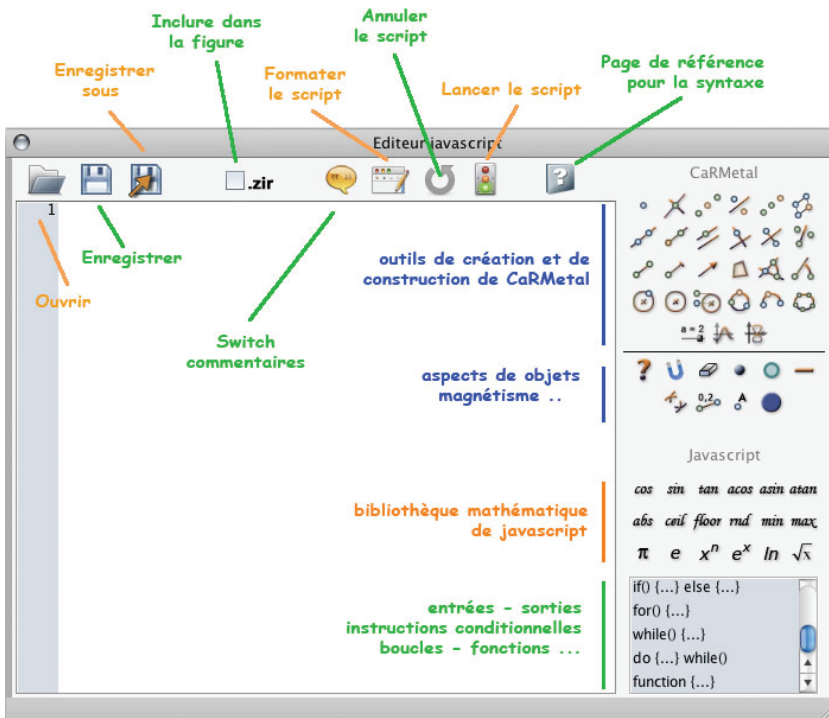 Inclure dans
la figure
Annuler
le script
Enregistrer
sous
Formater
le script
Lancer le script
Page de référence
pour la syntaxe
Editeur javascript
.zir
CaRMetal
1
Enregistrer
Ouvrir
outils de création et de
construction de CaRMetal
Switch
commentaires
a = 2
aspects de objets
magnétisme ..
0,2
A
Javascript
bibliothèque mathématique
de javascript
cos sin tan acos asin atan
abs ceil floor rnd min max
π e xⁿ eˣ ln √x
entrées - sorties
instructions conditionnelles
boucles - fonctions ...
if() {...} else {...}
for() {...}
while() {...}
do {...} while()
function {...}